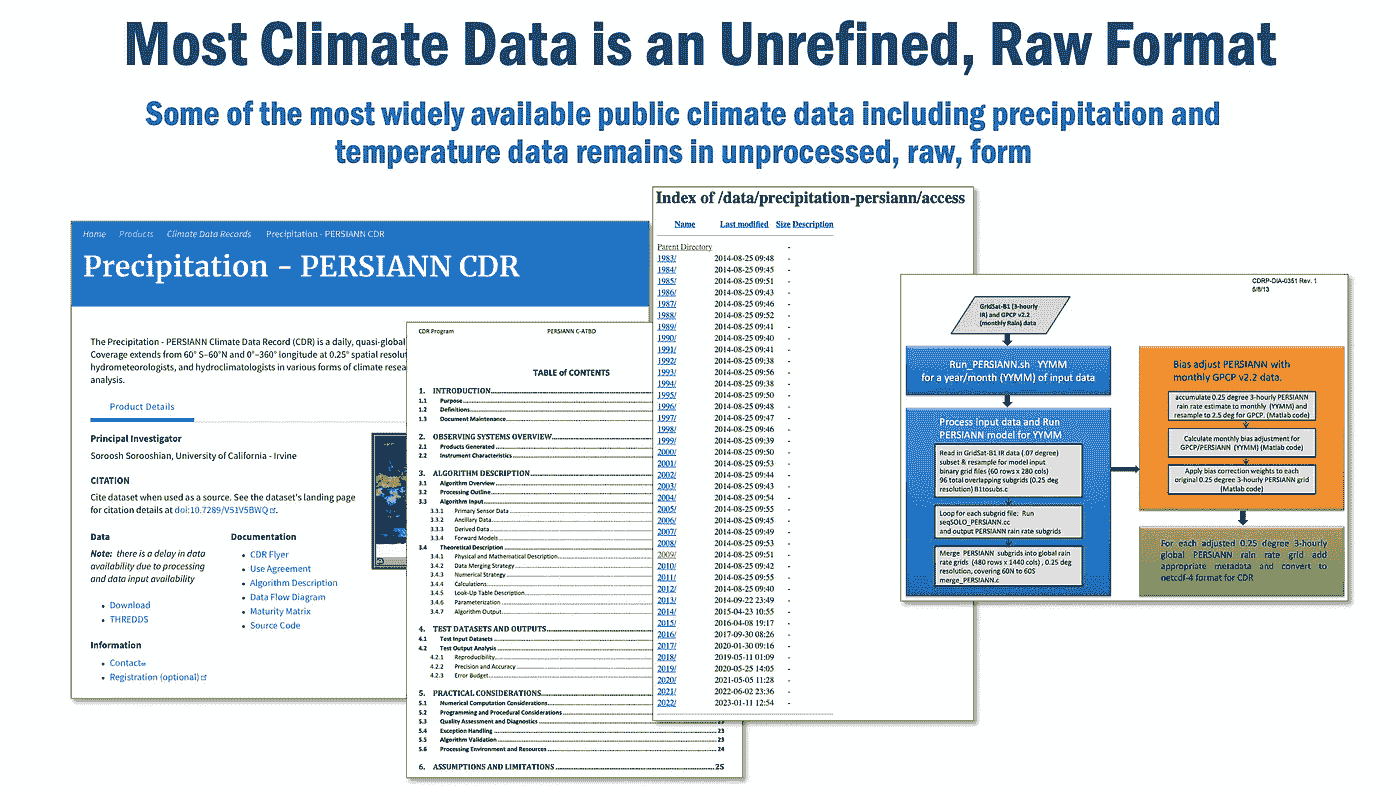 Most Climate Data is an Unrefined, Raw Format
Some of the most widely available public climate data including precipitation and
temperature data remains in unprocessed, raw, form
Home Products Climate Data Records Precipitation - PERSIANN CDR
Precipitation - PERSIANN CDR
The Precipitation - PERSIANN Climate Data Record (CDR) is a daily, quasi-global
Coverage extends from 60° S–60°N and 0°–360° longitude at 0.25° spatial
hydrometeorologists, and hydroclimatologists in various forms of climate
analysis.
Product Details
Principal Investigator
Soroosh Sorooshian, University of California - Irvine
CITATION
Cite dataset when used as a source. See the dataset's landing page
for citation details at doi:10.7289/V51V5BWQ
Data
Note: there is a delay in data
availability due to processing
and data input availability
• Download
• THREDDS
Information
• Contact
• Registration (optional)
Documentation
• CDR Flyer
• Use Agreement
• Algorithm Description
• Data Flow Diagram
• Maturity Matrix
• Source Code
CDR Program PERSIANN C-ATBD
TABLE of CONTENTS
1. INTRODUCTION
1.1 Purpose
1.2 Definitions
1.3 Document Maintenance
2. OBSERVING SYSTEMS OVERVIEW
2.1 Products Generated
2.2 Instrument Characteristics
3. ALGORITHM DESCRIPTION
3.1 Algorithm Overview
3.2 Processing Outline
3.3 Algorithm Input
3.3.1 Primary Sensor Data
3.3.2 Ancillary Data
3.3.3 Derived Data
3.3.4 Forward Models
3.4 Theoretical Description
3.4.1 Physical and Mathematical Description
3.4.2 Data Merging Strategy
3.4.3 Numerical Strategy
3.4.4 Calculations
3.4.5 Look-Up Table Description
3.4.6 Parameterization
3.4.7 Algorithm Output
4. TEST DATASETS AND OUTPUTS
4.1 Test Input Datasets
4.2 Test Output Analysis
4.2.1 Reproducibility
4.2.2 Precision and Accuracy
4.2.3 Error Budget
5. PRACTICAL CONSIDERATIONS
5.1 Numerical Computation Considerations
5.2 Programming and Procedural Considerations
5.3 Quality Assessment and Diagnostics 23
5.4 Exception Handling 23
5.5 Algorithm Validation 23
5.6 Processing Environment and Resources 24
6. ASSUMPTIONS AND LIMITATIONS 25
Index of /data/precipitation-persiann/access
Name Last modified Size Description
Parent Directory -
1983/ 2014-08-25 09:48 -
1984/ 2014-08-25 09:45 -
1985/ 2014-08-25 09:51 -
1986/ 2014-08-25 09:43 -
1987/ 2014-08-25 09:46 -
1988/ 2014-08-25 09:52 -
1989/ 2014-08-25 09:41 -
1990/ 2014-08-25 09:40 -
1991/ 2014-08-25 09:41 -
1992/ 2014-08-25 09:38 -
1993/ 2014-08-25 09:56 -
1994/ 2014-08-25 09:38 -
1995/ 2014-08-25 09:50 -
1996/ 2014-08-25 09:48 -
1997/ 2014-08-25 09:47 -
1998/ 2014-08-25 09:46 -
1999/ 2014-08-25 09:39 -
2000/ 2014-08-25 09:50 -
2001/ 2014-08-25 09:53 -
2002/ 2014-08-25 09:43 -
2003/ 2014-08-25 09:44 -
2004/ 2014-08-25 09:54 -
2005/ 2014-08-25 09:55 -
2006/ 2014-08-25 09:45 -
2007/ 2014-08-25 09:49 -
2008/ 2014-08-25 09:53 -
2009/ 2014-08-25 09:51 -
2010/ 2014-08-25 09:42 -
2011/ 2014-08-25 09:55 -
2012/ 2014-08-25 09:40 -
2013/ 2014-09-22 23:49 -
2014/ 2015-04-23 10:55 -
2015/ 2016-04-08 19:17 -
2016/ 2017-09-30 08:26 -
2017/ 2020-01-30 09:16 -
2018/ 2019-05-11 01:09 -
2019/ 2020-05-25 14:05 -
2020/ 2021-05-05 11:28 -
2021/ 2022-06-02 23:36 -
2022/ 2023-01-11 12:54 -
CDRP-DIA-0351 Rev. 1
5/8/13
GridSat-B1 (3-hourly
IR) and GPCP v2.2
(monthly Rain) data
Run_PERSIANN.sh YYMM
for a year/month (YYMM) of input data
Process input data and Run
PERSIANN model for YYMM
Read in GridSat-B1 IR data (.07 degree)
subset & resample for model input
binary grid files (60 rows x 280 cols)
96 total overlapping subgrids (0.25 deg
resolution) B1tosubs.c
Loop for each subgrid file; Run
seqSOLO_PERSIANN.cc
and output PERSIANN rain rate subgrids
Merge PERSIANN subgrids into global rain
rate grids (480 rows x 1440 cols) , 0.25 deg
resolution, covering 60N to 60S
merge_PERSIANN.c
Bias adjust PERSIANN with
monthly GPCP v2.2 data.
accumulate 0.25 degree 3-hourly PERSIANN
rain rate estimate to monthly (YYMM) and
resample to 2.5 deg for GPCP. (Matlab code)
Calculate monthly bias adjustment for
GPCP/PERSIANN (YYMM) (Matlab code)
Apply bias correction weights to each
original 0.25 degree 3-hourly PERSIANN grid
(Matlab code)
For each adjusted 0.25 degree 3-hourly
global PERSIANN rain rate grid add
appropriate metadata and convert to
netcdf-4 format for CDR